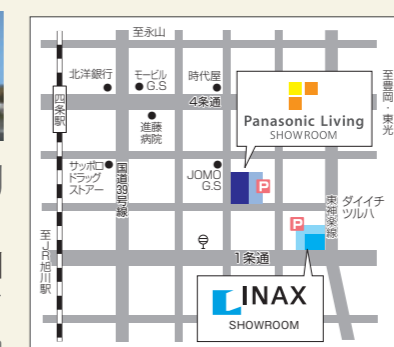 至永山
北洋銀行
モービル
G.S
時代屋
至豊岡・東光
4条通
四条駅
進藤
病院
Panasonic Living
SHOWROOM
サッポロ
ドラッグ
ストアー
国道39号線
JOMO
G.S
P
P
東神楽線
ダイイチ
ツルハ
至JR旭川駅
1条通
INAX
SHOWROOM